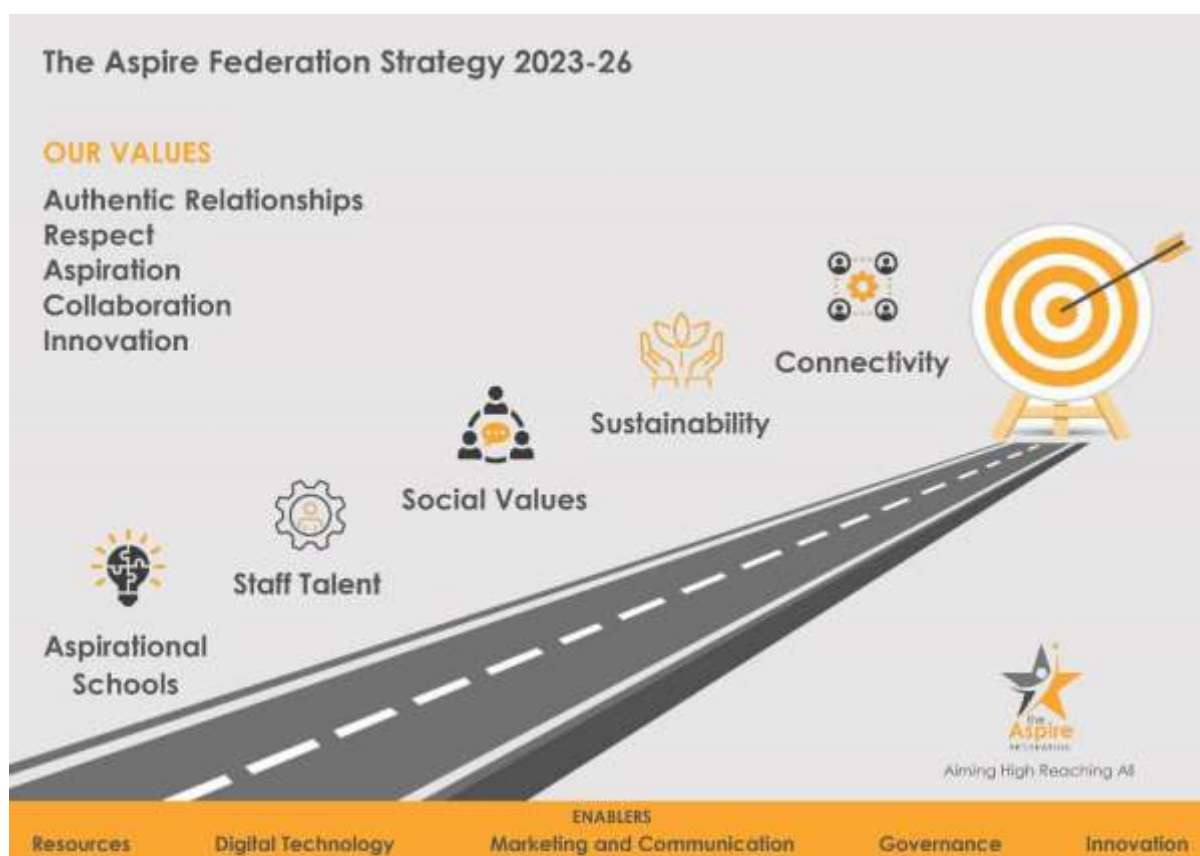 The Aspire Federation Strategy 2023-26
OUR VALUES
Authentic Relationships
Respect
Aspiration
Collaboration
Innovation
Connectivity
Sustainability
Social Values
Staff Talent
Aspirational
Schools
the
Aspire
Aiming High Reaching All
ENABLERS
Resources Digital Technology Marketing and Communication Governance Innovation